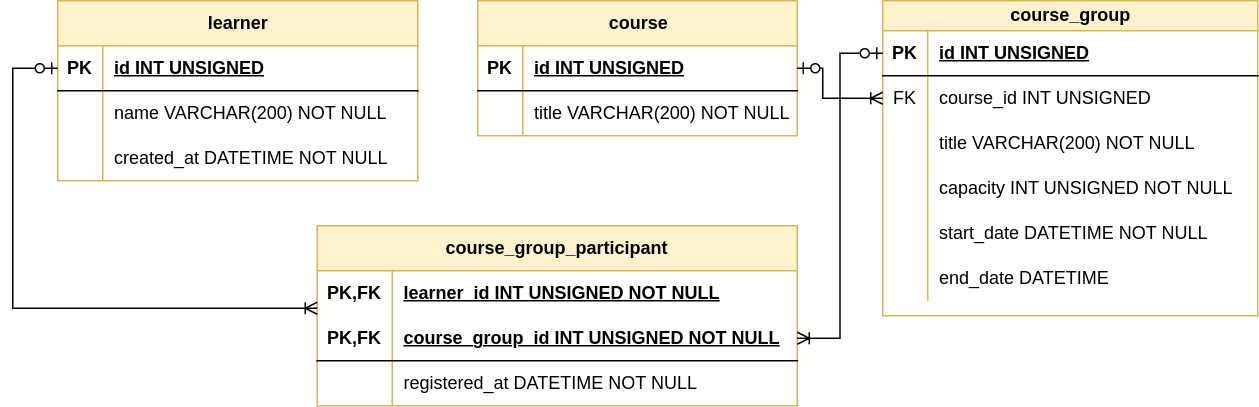 learner
PK id INT UNSIGNED
name VARCHAR(200) NOT NULL
created_at DATETIME NOT NULL
course
PK id INT UNSIGNED
title VARCHAR(200) NOT NULL
course_group
PK id INT UNSIGNED
FK course_id INT UNSIGNED
title VARCHAR(200) NOT NULL
capacity INT UNSIGNED NOT NULL
start_date DATETIME NOT NULL
end_date DATETIME
course_group_participant
PK,FK learner_id INT UNSIGNED NOT NULL
PK,FK course_group_id INT UNSIGNED NOT NULL
registered_at DATETIME NOT NULL